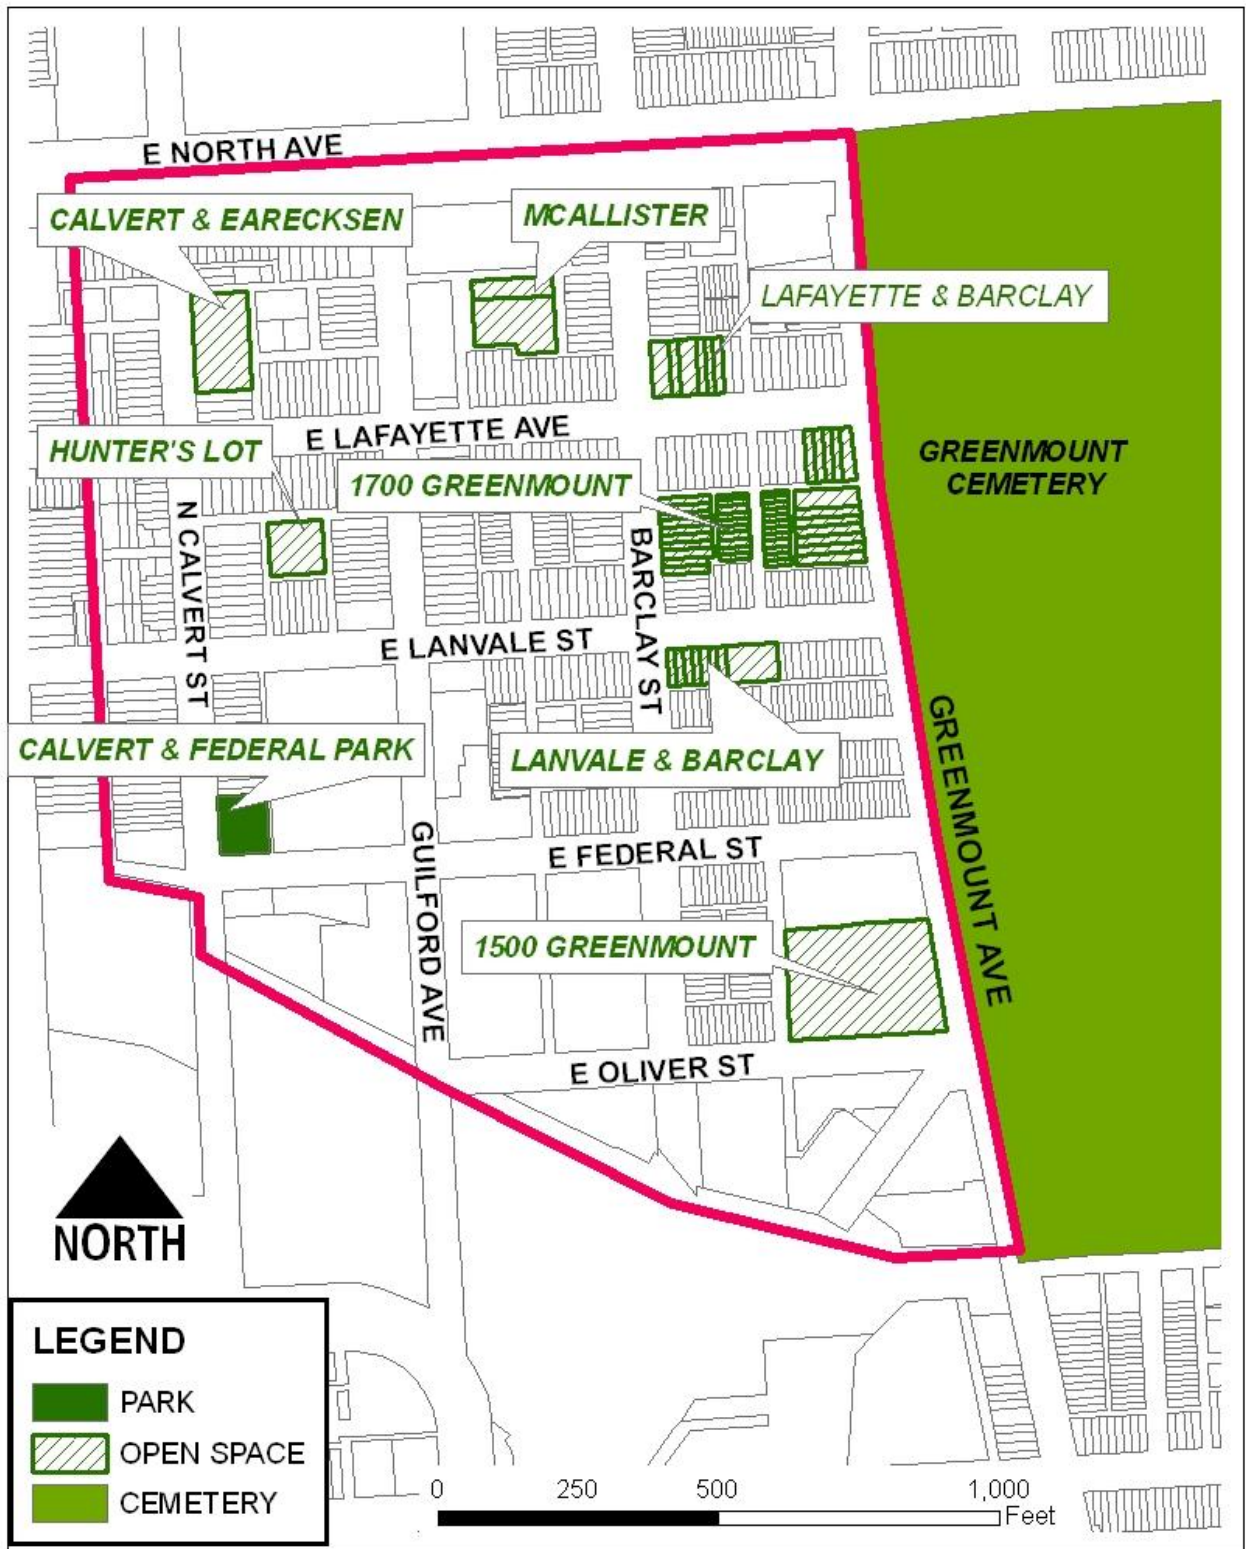 E NORTH AVE
CALVERT & EARECKSEN
MCALLISTER
LAFAYETTE & BARCLAY
E LAFAYETTE AVE
HUNTER'S LOT
1700 GREENMOUNT
GREENMOUNT
CEMETERY
N CALVERT ST
BARCLAY ST
E LANVALE ST
CALVERT & FEDERAL PARK
LANVALE & BARCLAY
GREENMOUNT AVE
GUILFORD AVE
E FEDERAL ST
1500 GREENMOUNT
E OLIVER ST
NORTH
LEGEND
PARK
OPEN SPACE
CEMETERY
0 250 500 1,000
Feet